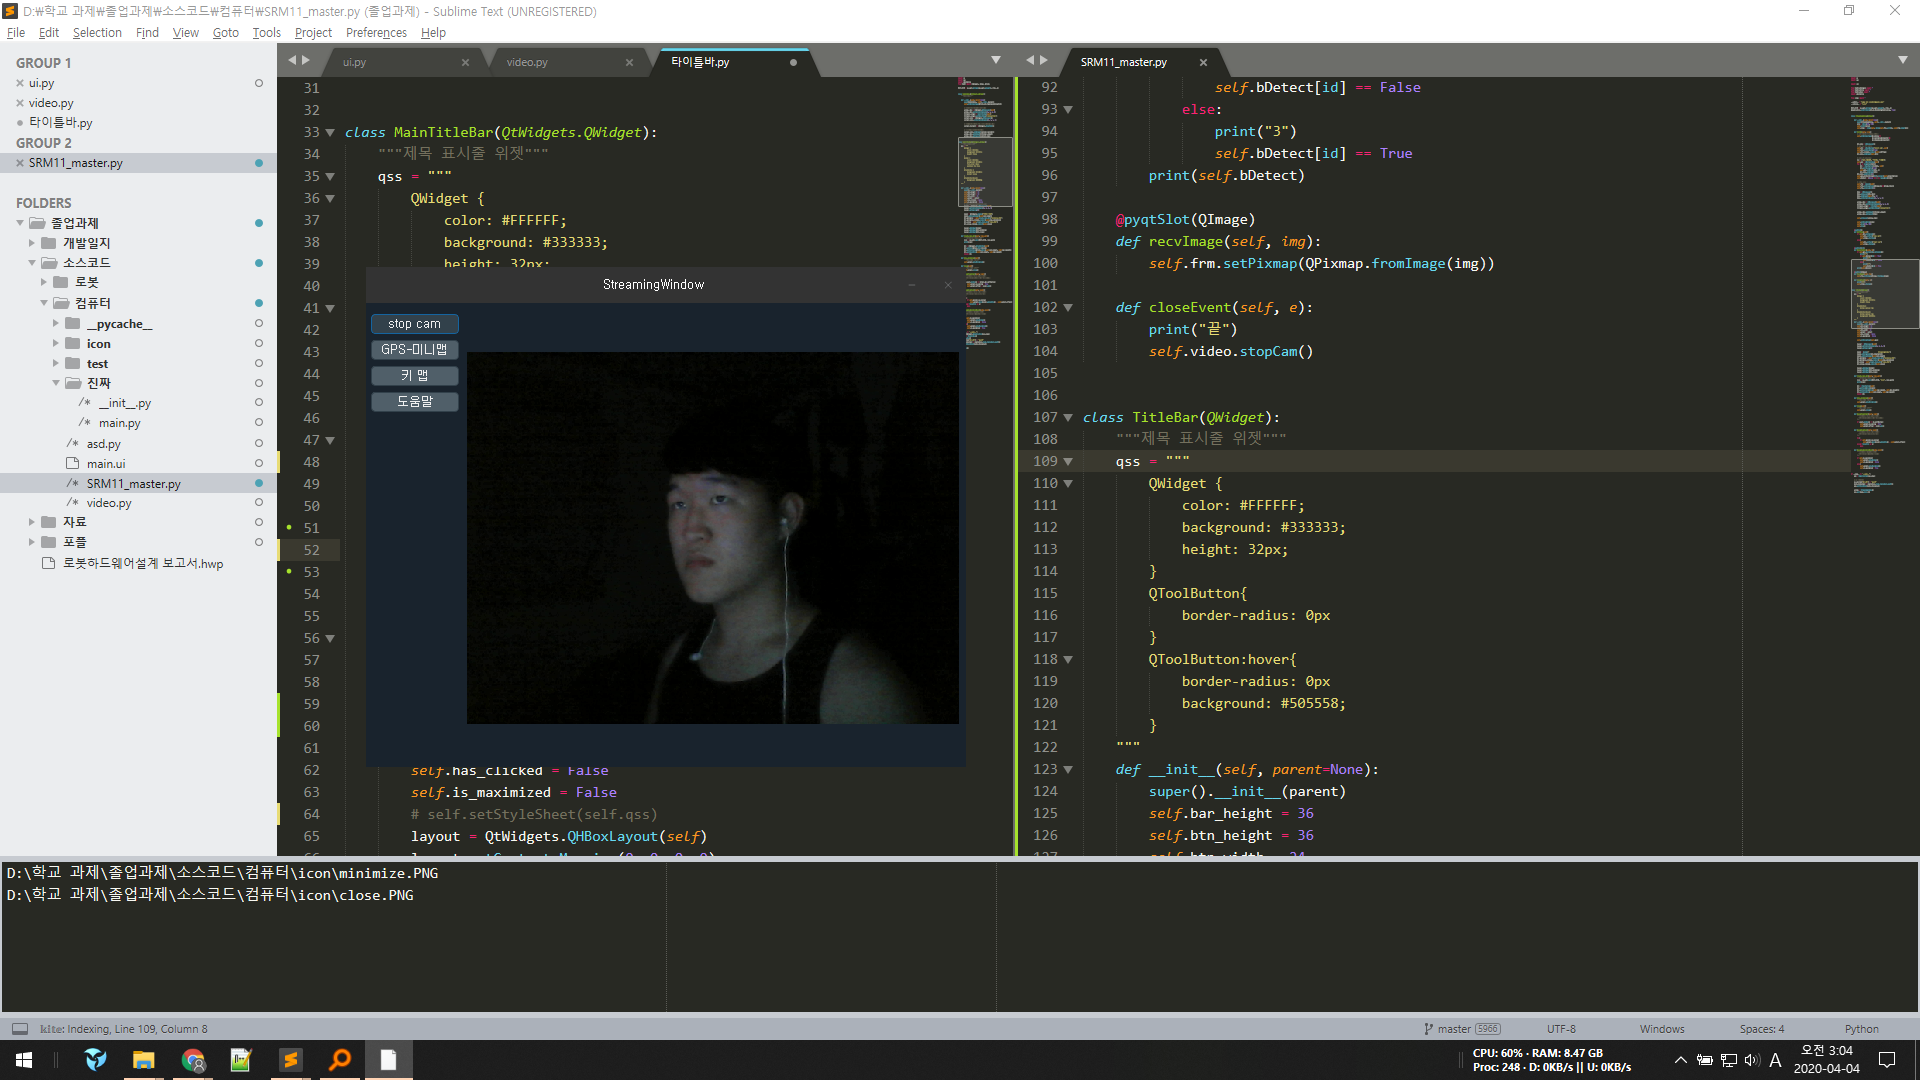 D:₩학교 과제₩졸업과제₩소스코드₩컴퓨터₩SRM11_master.py (졸업과제) - Sublime Text (UNREGISTERED)
File Edit Selection Find View Goto Tools Project Preferences Help
GROUP 1
ui.py
video.py
타이틀바.py
GROUP 2
SRM11_master.py
FOLDERS
졸업과제
개발일지
소스코드
로봇
컴퓨터
__pycache__
icon
test
진짜
/* __init__.py
/* main.py
/* asd.py
main.ui
/* SRM11_master.py
/* video.py
자료
포플
로봇하드웨어설계 보고서.hwp
ui.py
video.py
타이틀바.py
31
32
33 class MainTitleBar(QtWidgets.QWidget):
34 """제목 표시줄 위젯"""
35 qss = """
36 QWidget {
37 color: #FFFFFF;
38 background: #333333;
39 height: 32px;
40
41
42
43
44
45
46
47
48
49
50
51
52
53
54
55
56
57
58
59
60
61
62 self.has_clicked = False
63 self.is_maximized = False
64 # self.setStyleSheet(self.qss)
65 layout = QtWidgets.QHBoxLayout(self)
StreamingWindow
stop cam
GPS-미니맵
키 맵
도움말
SRM11_master.py
92 self.bDetect[id] == False
93 else:
94 print("3")
95 self.bDetect[id] == True
96 print(self.bDetect)
97
98 @pyqtSlot(QImage)
99 def recvImage(self, img):
100 self.frm.setPixmap(QPixmap.fromImage(img))
101
102 def closeEvent(self, e):
103 print("끝")
104 self.video.stopCam()
105
106
107 class TitleBar(QWidget):
108 """제목 표시줄 위젯"""
109 qss = """
110 QWidget {
111 color: #FFFFFF;
112 background: #333333;
113 height: 32px;
114 }
115 QToolButton{
116 border-radius: 0px
117 }
118 QToolButton:hover{
119 border-radius: 0px
120 background: #505558;
121 }
122 """
123 def __init__(self, parent=None):
124 super().__init__(parent)
125 self.bar_height = 36
126 self.btn_height = 36
D:\학교 과제\졸업과제\소스코드\컴퓨터\icon\minimize.PNG
D:\학교 과제\졸업과제\소스코드\컴퓨터\icon\close.PNG
kite: Indexing, Line 109, Column 8
master 5966 UTF-8 Windows Spaces: 4 Python
CPU: 60% · RAM: 8.47 GB
Proc: 248 · D: 0KB/s || U: 0KB/s
A
오전 3:04
2020-04-04